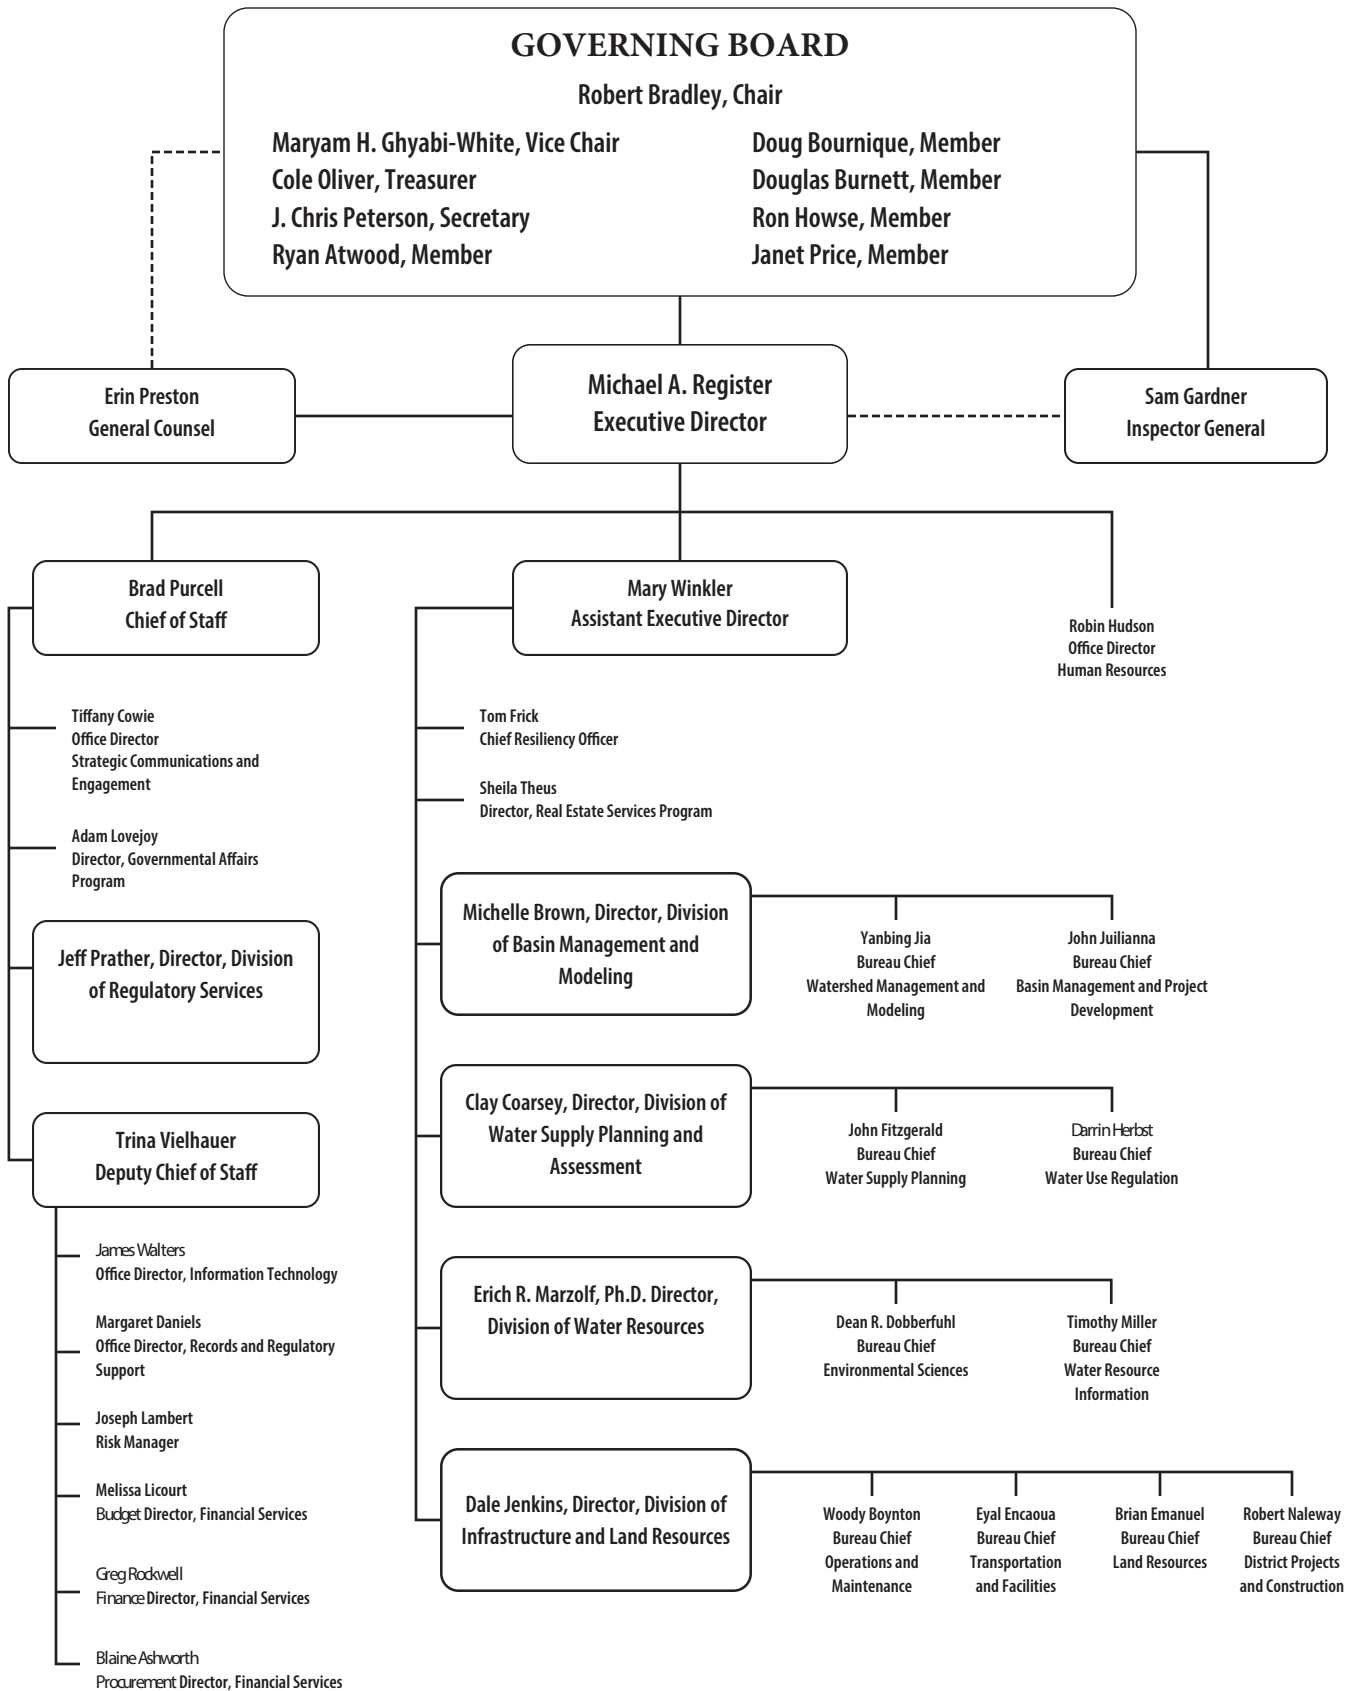 GOVERNING BOARD
Robert Bradley, Chair
Maryam H. Ghyabi-White, Vice Chair
Cole Oliver, Treasurer
J. Chris Peterson, Secretary
Ryan Atwood, Member
Doug Bournique, Member
Douglas Burnett, Member
Ron Howse, Member
Janet Price, Member
Erin Preston
General Counsel
Michael A. Register
Executive Director
Sam Gardner
Inspector General
Brad Purcell
Chief of Staff
Mary Winkler
Assistant Executive Director
Robin Hudson
Office Director
Human Resources
Tiffany Cowie
Office Director
Strategic Communications and
Engagement
Adam Lovejoy
Director, Governmental Affairs
Program
Jeff Prather, Director, Division
of Regulatory Services
Trina Vielhauer
Deputy Chief of Staff
James Walters
Office Director, Information Technology
Margaret Daniels
Office Director, Records and Regulatory
Support
Joseph Lambert
Risk Manager
Melissa Licourt
Budget Director, Financial Services
Greg Rockwell
Finance Director, Financial Services
Blaine Ashworth
Procurement Director, Financial Services
Tom Frick
Chief Resiliency Officer
Sheila Theus
Director, Real Estate Services Program
Michelle Brown, Director, Division
of Basin Management and
Modeling
Yanbing Jia
Bureau Chief
Watershed Management and
Modeling
John Juilianna
Bureau Chief
Basin Management and Project
Development
Clay Coarsey, Director, Division of
Water Supply Planning and
Assessment
John Fitzgerald
Bureau Chief
Water Supply Planning
Darrin Herbst
Bureau Chief
Water Use Regulation
Erich R. Marzolf, Ph.D. Director,
Division of Water Resources
Dean R. Dobberfuhl
Bureau Chief
Environmental Sciences
Timothy Miller
Bureau Chief
Water Resource
Information
Dale Jenkins, Director, Division of
Infrastructure and Land Resources
Woody Boynton
Bureau Chief
Operations and
Maintenance
Eyal Encaoua
Bureau Chief
Transportation
and Facilities
Brian Emanuel
Bureau Chief
Land Resources
Robert Naleway
Bureau Chief
District Projects
and Construction